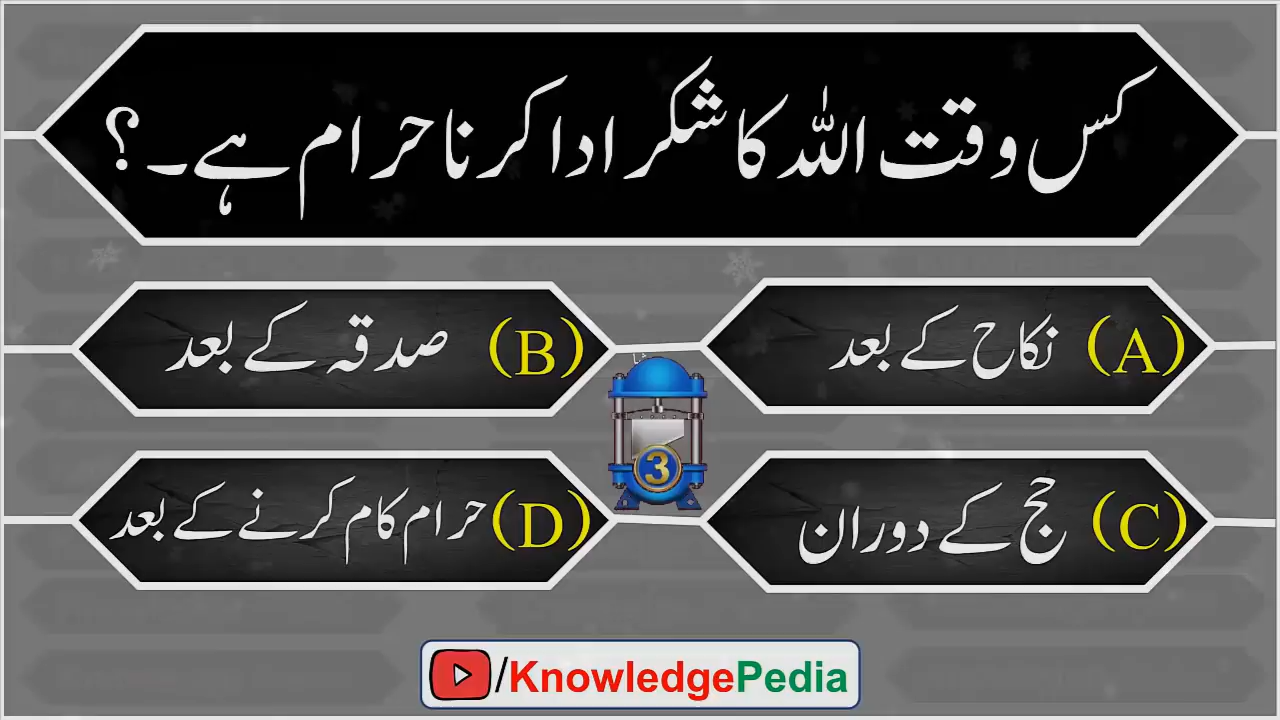 کس وقت اللہ کا شکر ادا کرنا حرام ہے۔؟
(A) نکاح کے بعد
(B) صدقہ کے بعد
(C) حج کے دوران
(D) حرام کام کرنے کے بعد
3
/KnowledgePedia